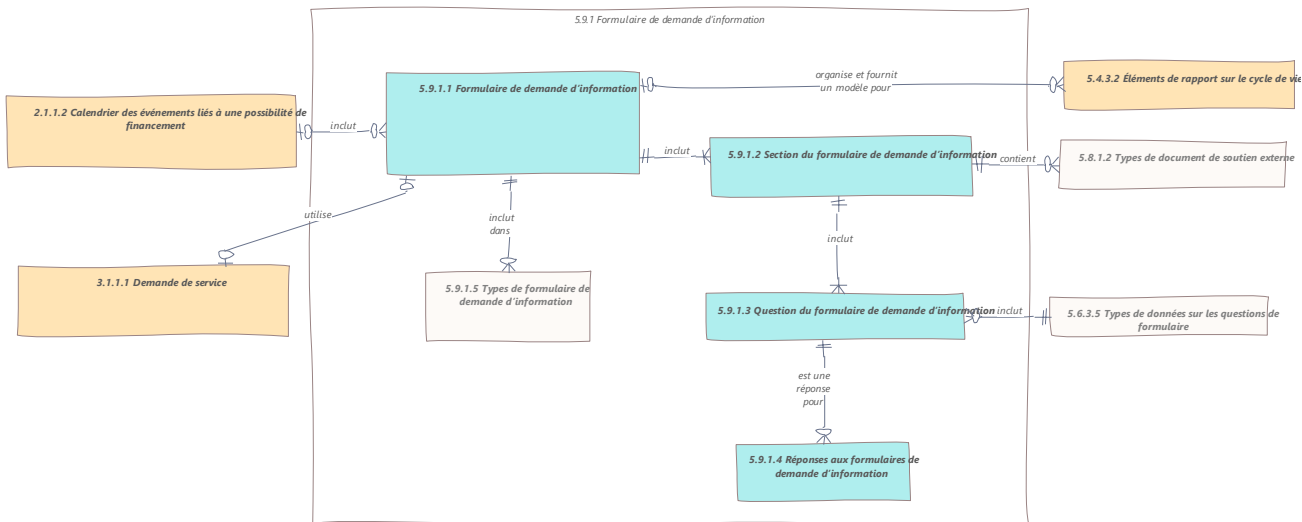 5.9.1 Formulaire de demande d'information
organise et fournit
un modèle pour
5.4.3.2 Éléments de rapport sur le cycle de vie
5.9.1.1 Formulaire de demande d'information
2.1.1.2 Calendrier des événements liés à une possibilité de
financement
inclut
inclut
5.9.1.2 Section du formulaire de demande d'information
contient
5.8.1.2 Types de document de soutien externe
utilise
inclut
dans
inclut
3.1.1.1 Demande de service
5.9.1.5 Types de formulaire de
demande d'information
5.9.1.3 Question du formulaire de demande d'information
inclut
5.6.3.5 Types de données sur les questions de
formulaire
est une
réponse
pour
5.9.1.4 Réponses aux formulaires de
demande d'information